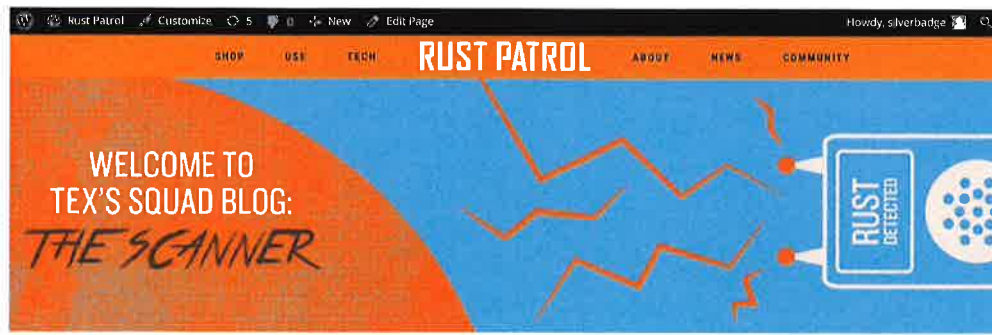 Rust Patrol Customize 5 0 New Edit Page Howdy, silverbadge
SHOP USE TECH RUST PATROL ABOUT NEWS COMMUNITY
WELCOME TO
TEX'S SQUAD BLOG:
THE SCANNER
RUST
DETECTED